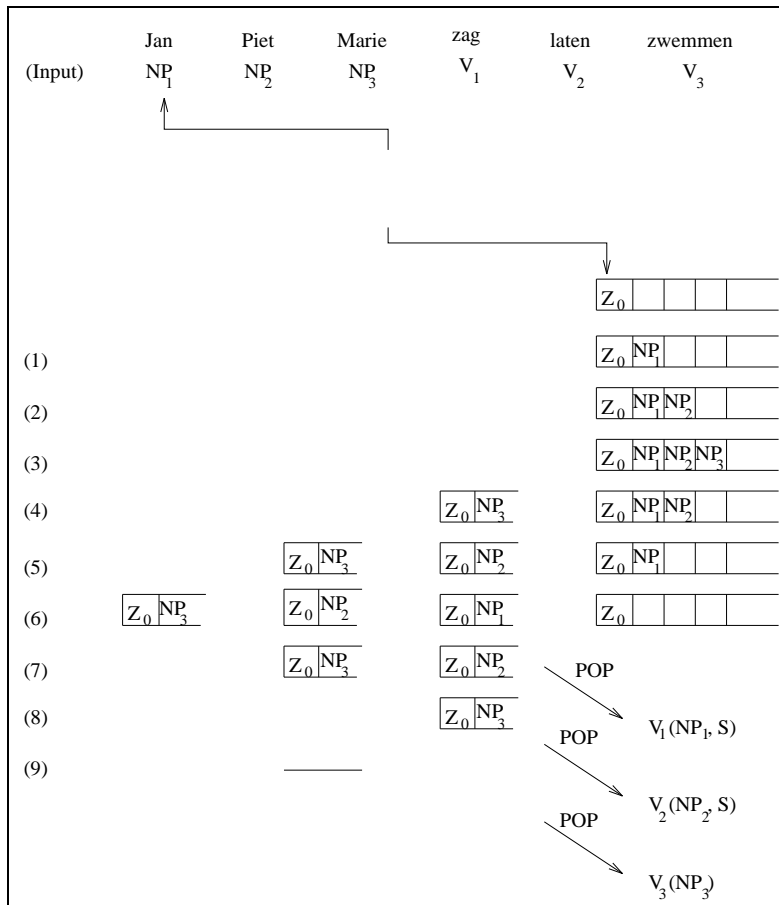 Jan Piet Marie zag laten zwemmen
(Input) NP1 NP2 NP3 V1 V2 V3
Z0
(1) Z0 NP1
(2) Z0 NP1 NP2
(3) Z0 NP1 NP2 NP3
(4) Z0 NP3 Z0 NP1 NP2
(5) Z0 NP3 Z0 NP2 Z0 NP1
(6) Z0 NP3 Z0 NP2 Z0 NP1 Z0
(7) Z0 NP3 Z0 NP2 POP
(8) Z0 NP3 V1(NP1, S)
POP
(9)
V2(NP2, S)
POP
V3(NP3)